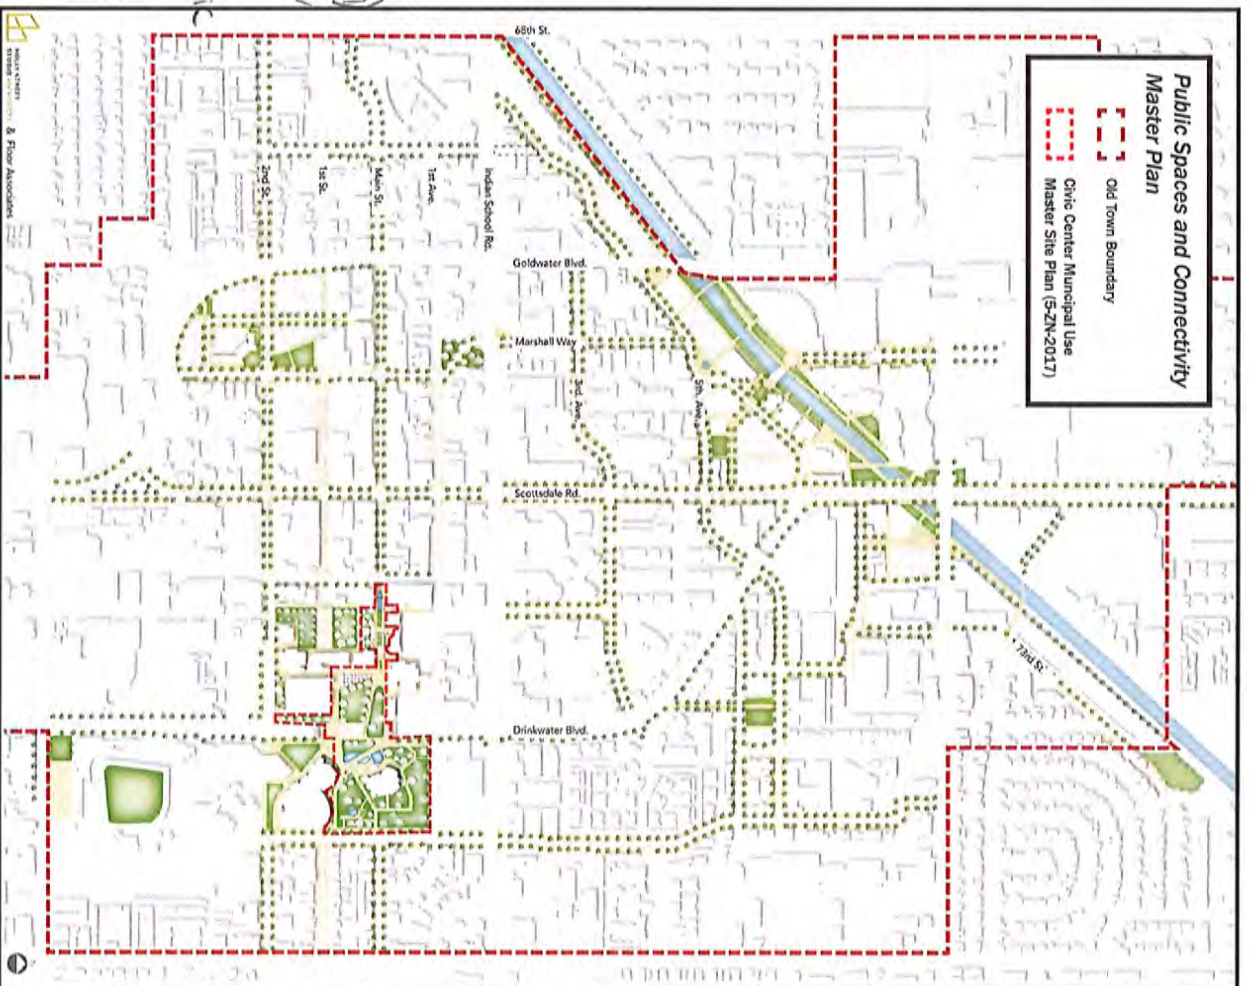 Public Spaces and Connectivity
Master Plan
Old Town Boundary
Civic Center Muncipal Use
Master Site Plan (5-ZN-2017)
68th St.
2nd St.
1st St.
Main St.
1st Ave.
Indian School Rd.
Goldwater Blvd.
Marshall Way
3rd. Ave.
5th. Ave.
Scottsdale Rd.
73rd St.
Drinkwater Blvd.
& Floor Associates